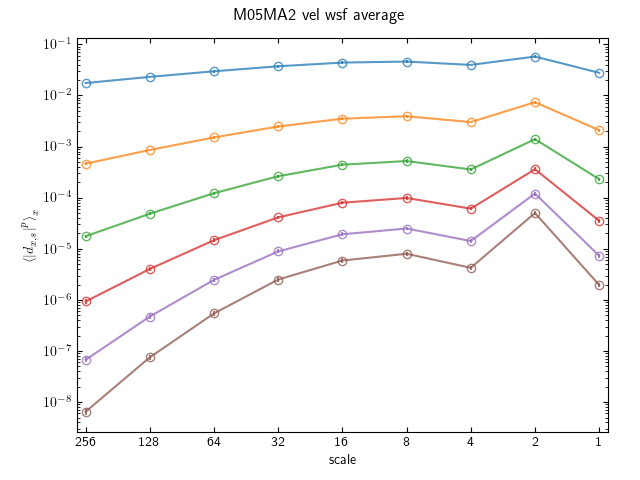 M05MA2 vel wsf average
10⁻¹
10⁻²
10⁻³
10⁻⁴
10⁻⁵
10⁻⁶
10⁻⁷
10⁻⁸
⟨|d_{x,s}|^p⟩_x
256 128 64 32 16 8 4 2 1
scale